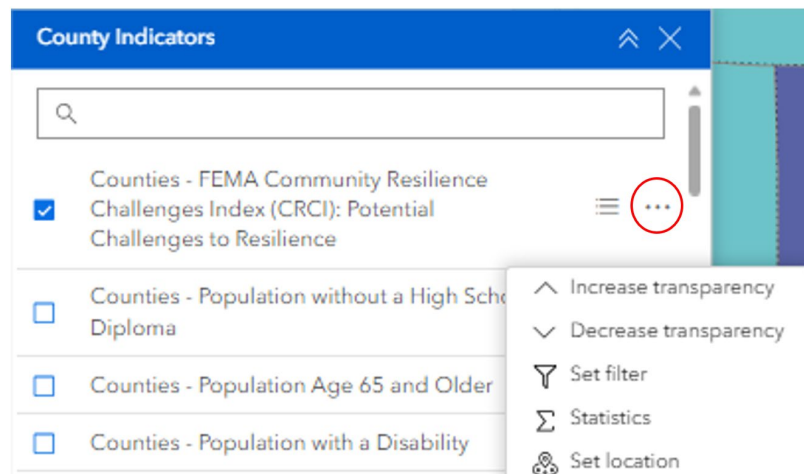 County Indicators
Counties - FEMA Community Resilience
Challenges Index (CRCI): Potential
Challenges to Resilience
Counties - Population without a High
Diploma
Counties - Population Age 65 and Older
Counties - Population with a Disability
Increase transparency
Decrease transparency
Set filter
Statistics
Set location